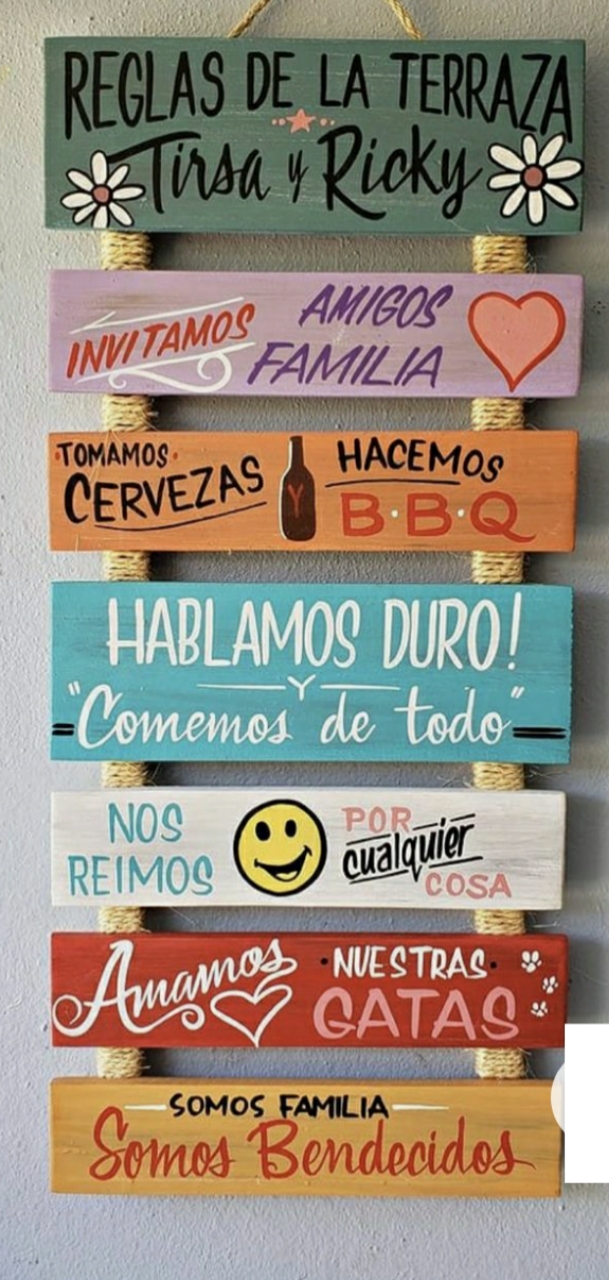 REGLAS DE LA TERRAZA
Tirsa y Ricky
INVITAMOS
AMIGOS
FAMILIA
TOMAMOS
CERVEZAS
Y
HACEMOS
B·B·Q
HABLAMOS DURO!
Y
"Comemos de todo"
NOS
REIMOS
POR
cualquier
COSA
Amamos
·NUESTRAS·
GATAS
SOMOS FAMILIA
Somos Bendecidos